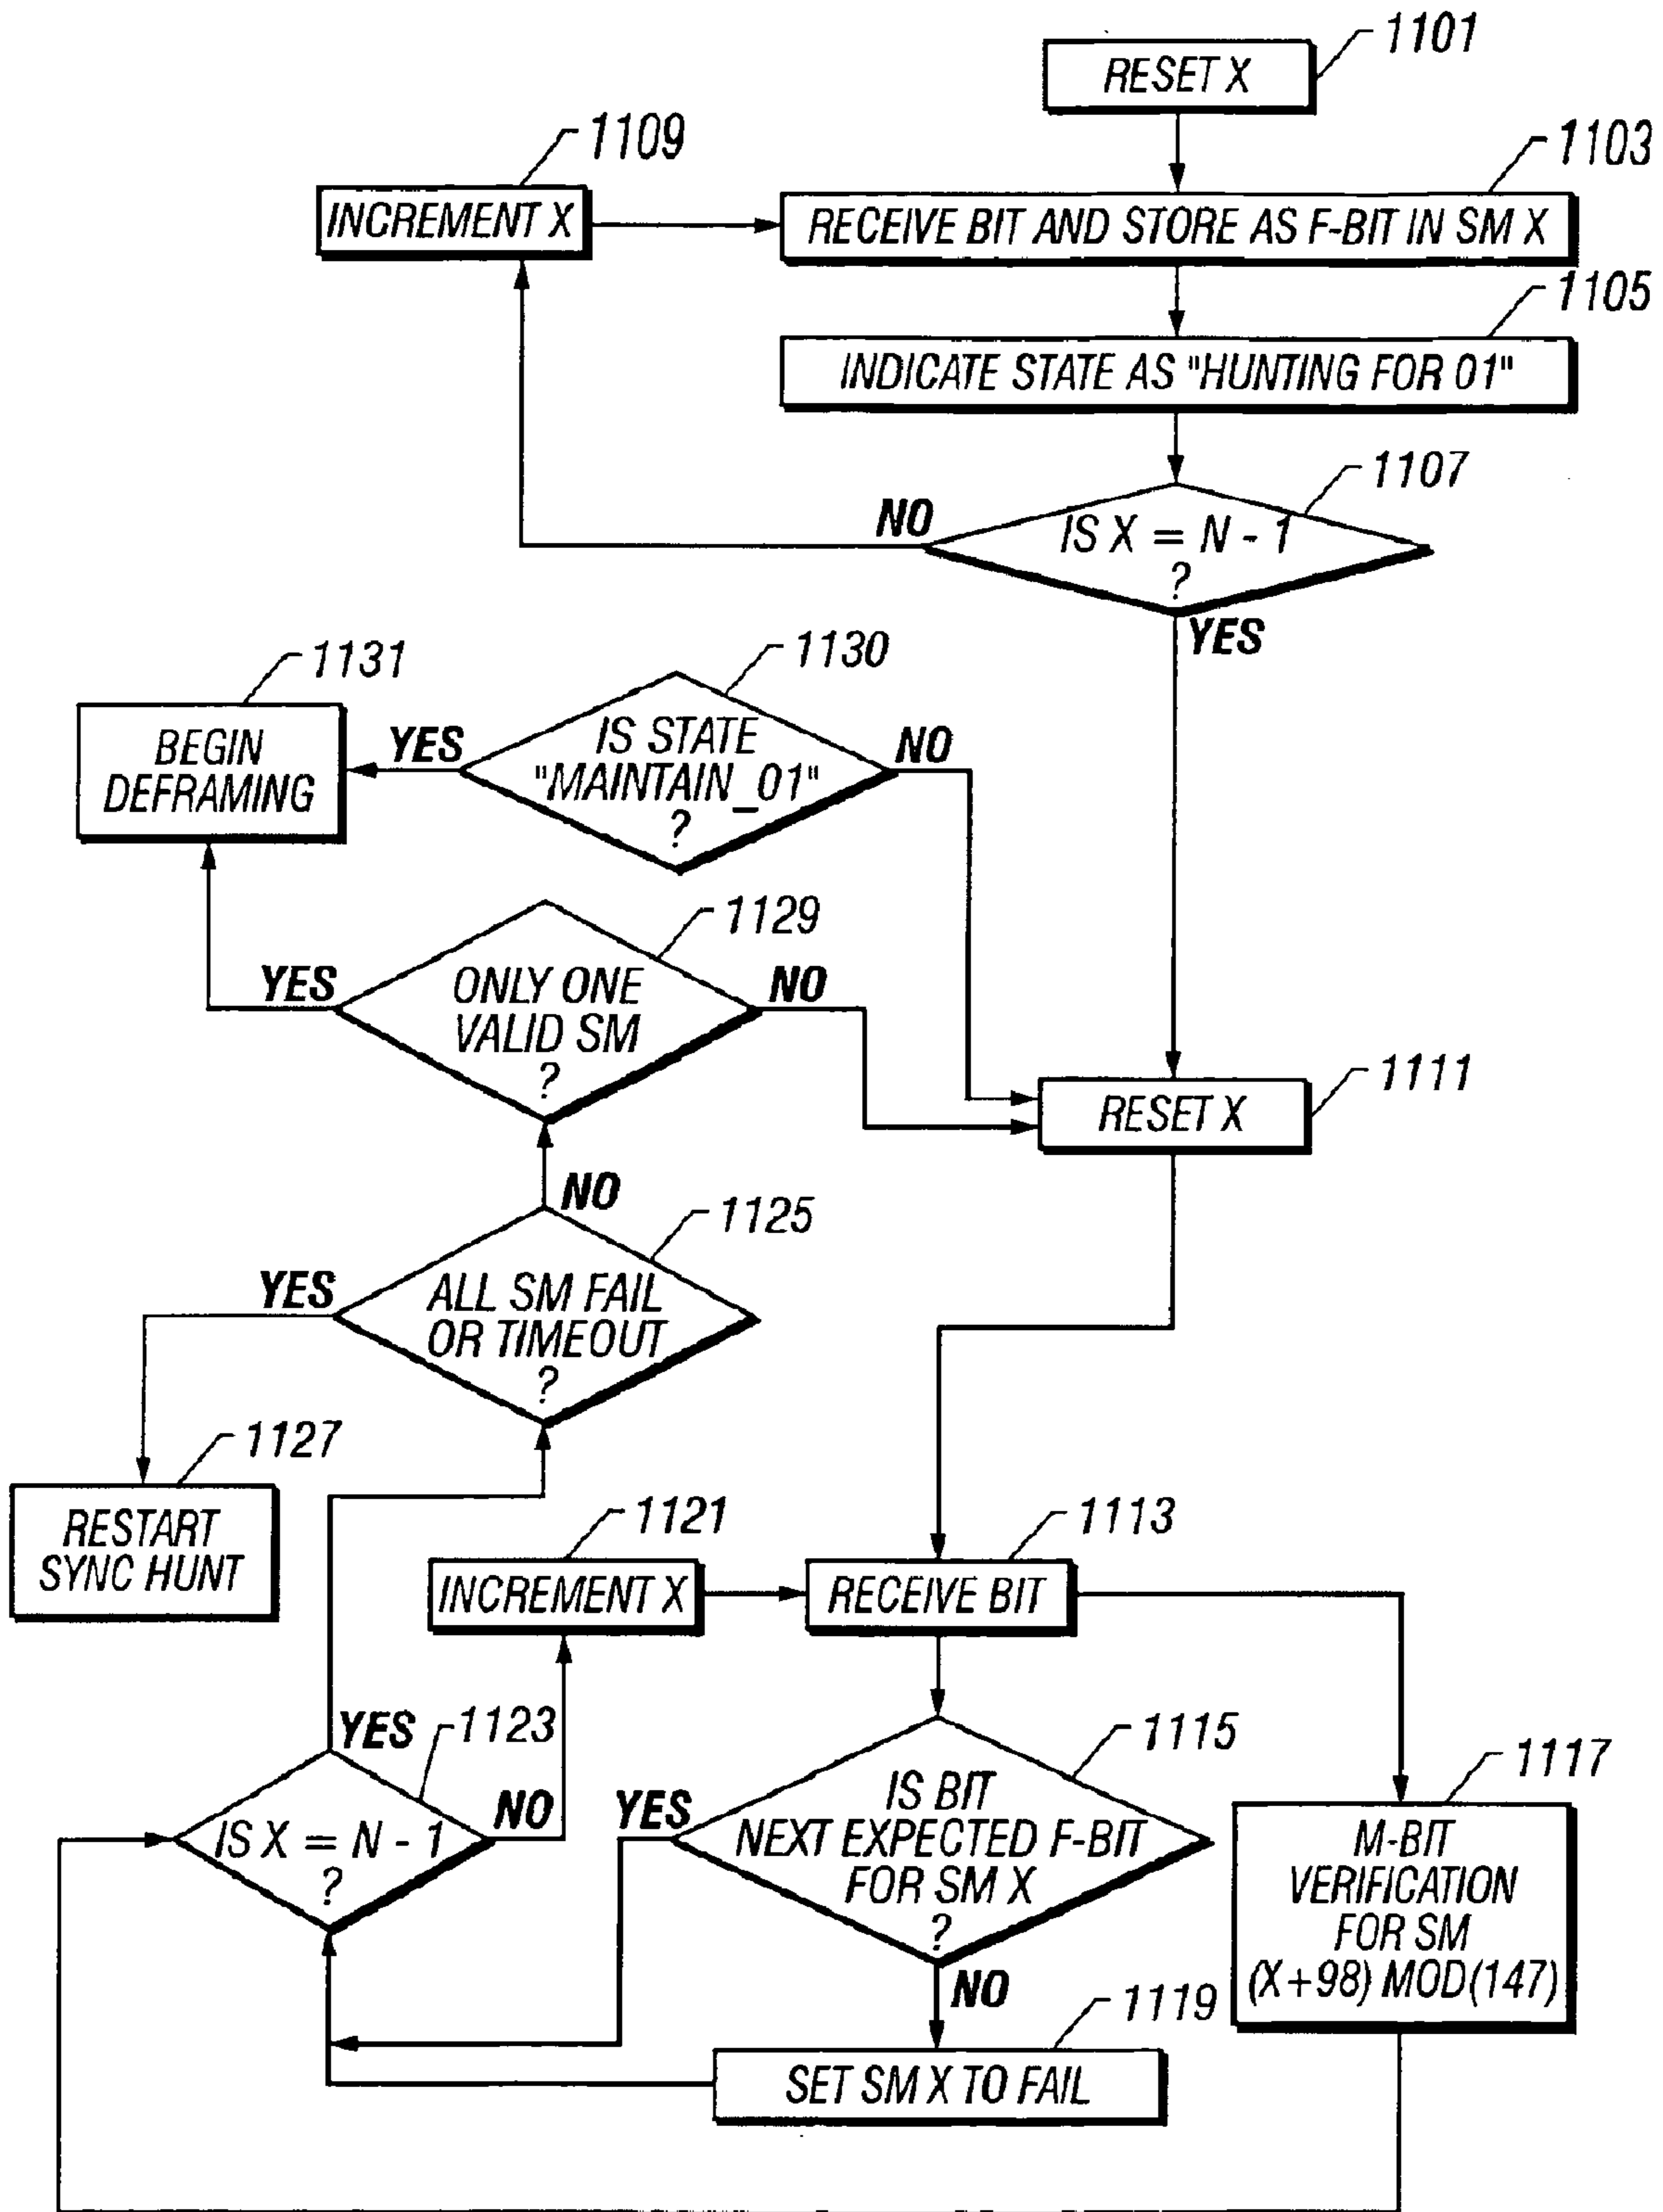 1101
RESET X
1109
1103
INCREMENT X
RECEIVE BIT AND STORE AS F-BIT IN SM X
1105
INDICATE STATE AS "HUNTING FOR 01"
1107
NO
IS X = N - 1
?
YES
1131
1130
BEGIN
DEFRAMING
YES
IS STATE
"MAINTAIN_01"
?
NO
1129
YES
ONLY ONE
VALID SM
?
NO
1111
RESET X
NO
1125
YES
ALL SM FAIL
OR TIMEOUT
?
1127
RESTART
SYNC HUNT
1121
INCREMENT X
1113
RECEIVE BIT
YES
1123
IS X = N - 1
?
NO
1115
YES
IS BIT
NEXT EXPECTED F-BIT
FOR SM X
?
NO
1117
M-BIT
VERIFICATION
FOR SM
(X+98) MOD(147)
1119
SET SM X TO FAIL